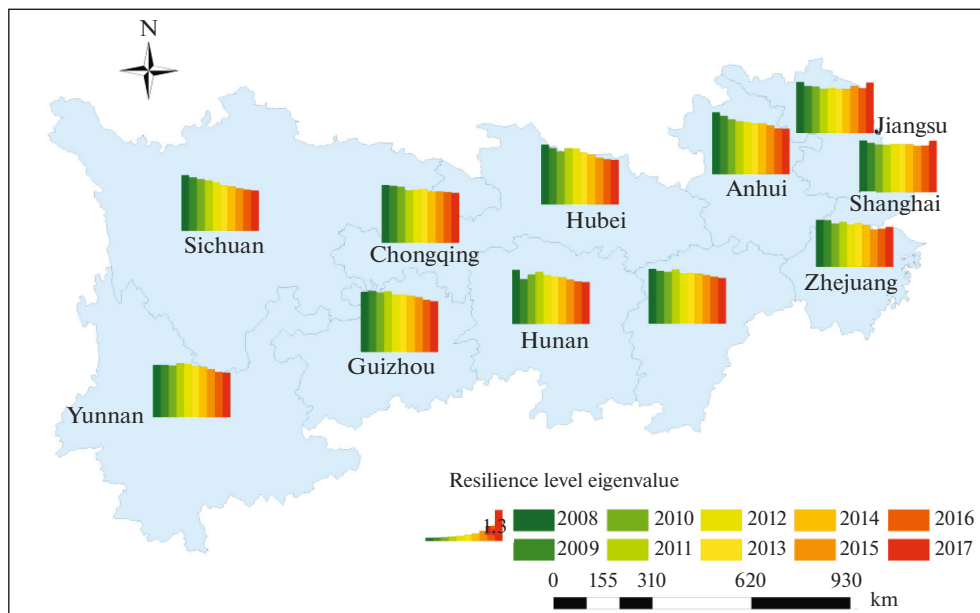 N
Jiangsu
Anhui
Shanghai
Hubei
Sichuan
Chongqing
Zhejuang
Hunan
Guizhou
Yunnan
Resilience level eigenvalue
1.3
2008 2010 2012 2014 2016
2009 2011 2013 2015 2017
0 155 310 620 930
km